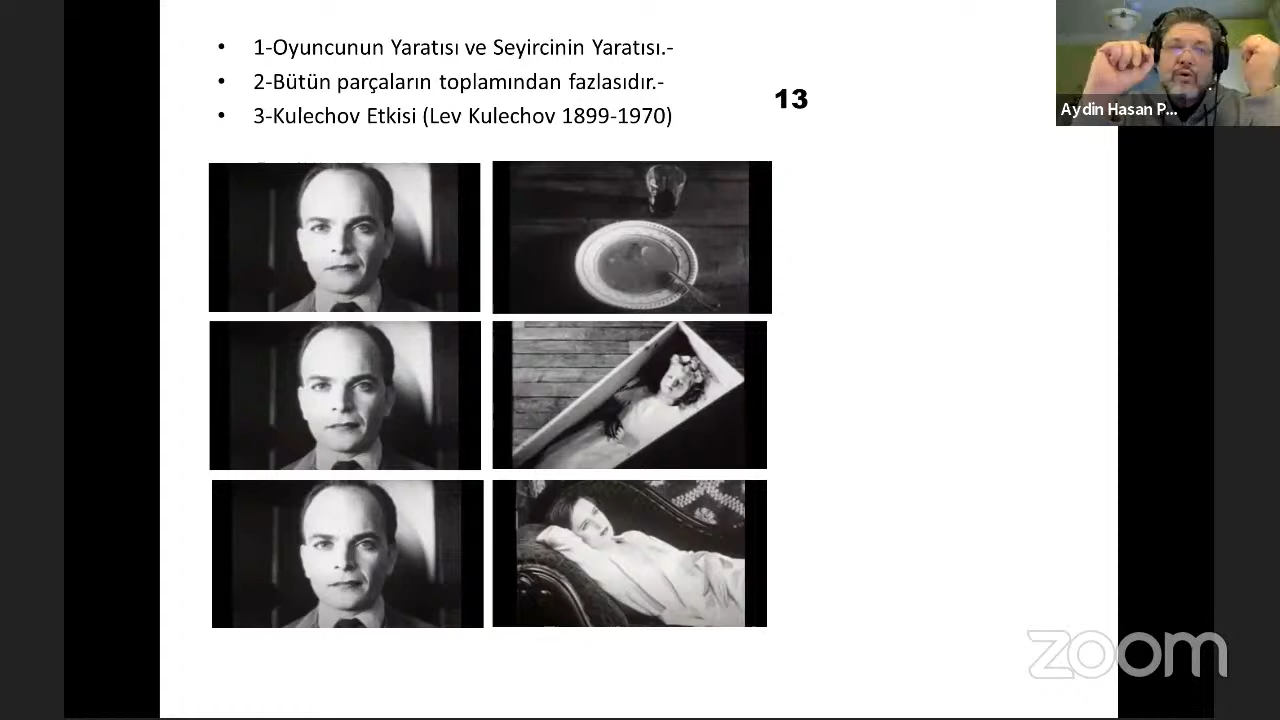 • 1-Oyuncunun Yaratısı ve Seyircinin Yaratısı.-
• 2-Bütün parçaların toplamından fazlasıdır.-
• 3-Kulechov Etkisi (Lev Kulechov 1899-1970)
13
Aydin Hasan P...
zoom